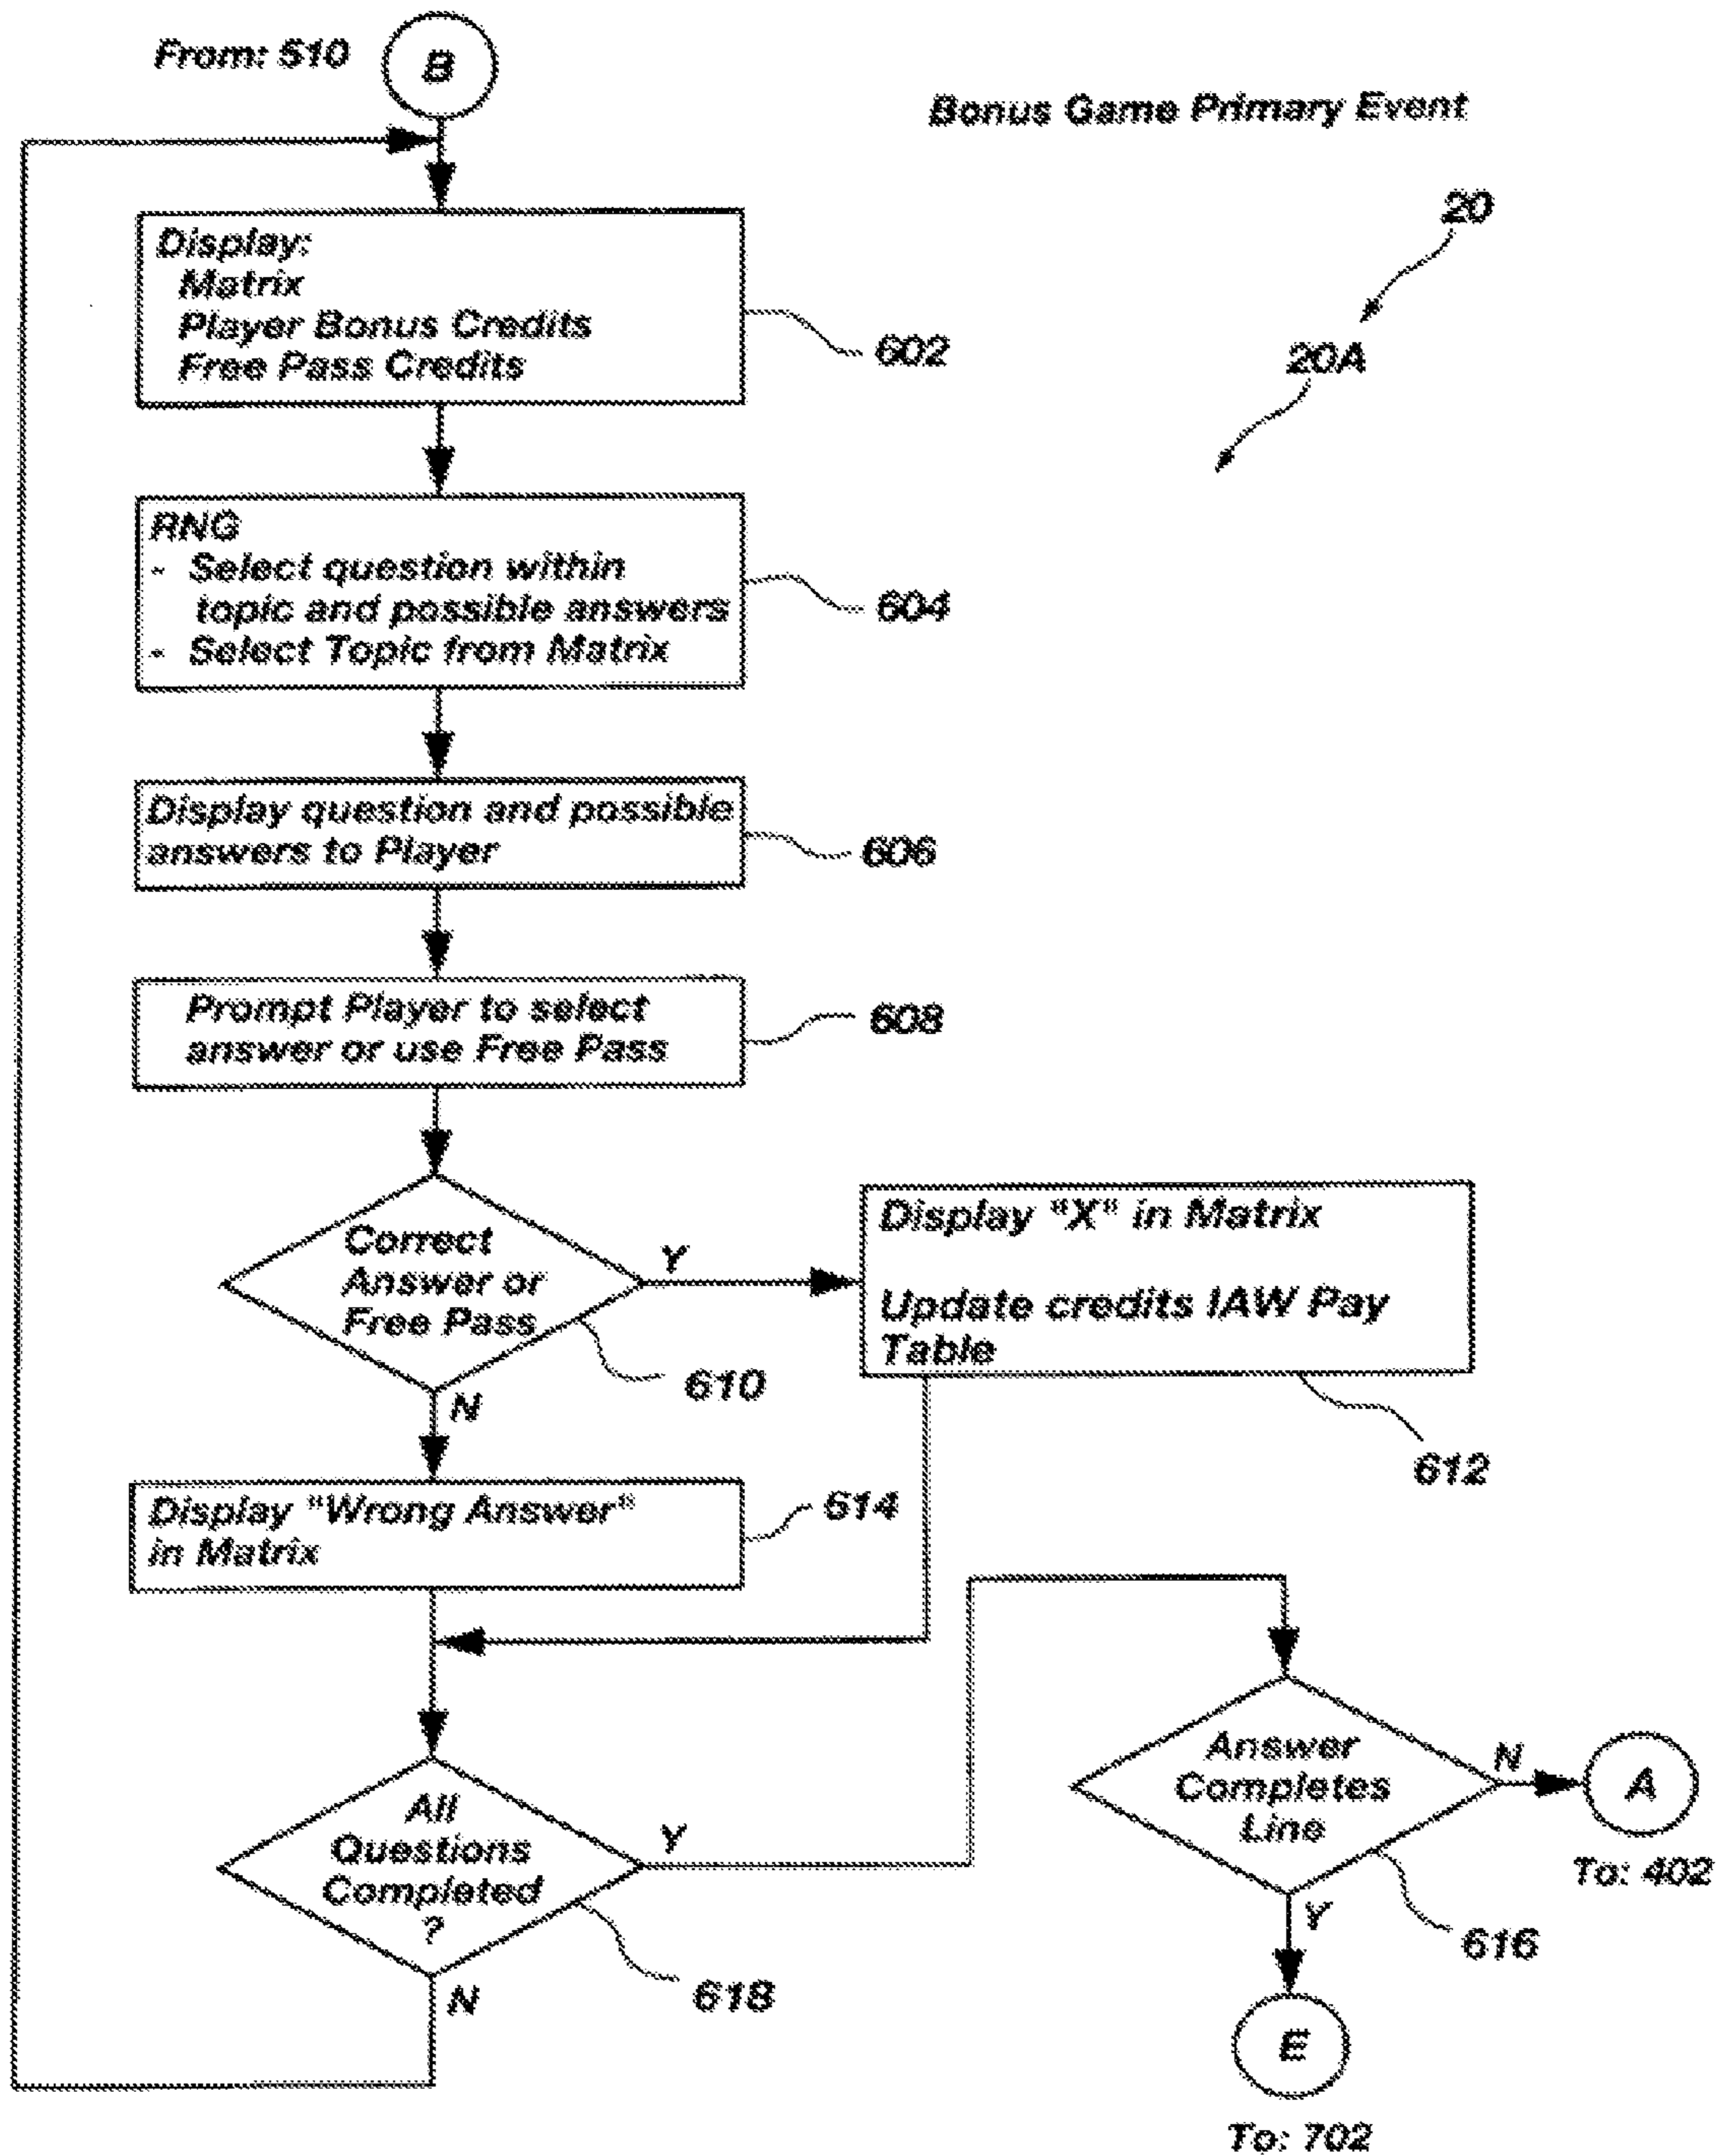 From: 510
B
Bonus Game Primary Event
20
20A
Display:
Matrix
Player Bonus Credits
Free Pass Credits
602
RNG
- Select question within
topic and possible answers
- Select Topic from Matrix
604
Display question and possible
answers to Player
606
Prompt Player to select
answer or use Free Pass
608
Correct
Answer or
Free Pass
Y
610
N
Display "X" in Matrix
Update credits IAW Pay
Table
612
Display "Wrong Answer"
in Matrix
614
All
Questions
Completed
?
Y
618
N
Answer
Completes
Line
N
A
To: 402
616
Y
E
To: 702